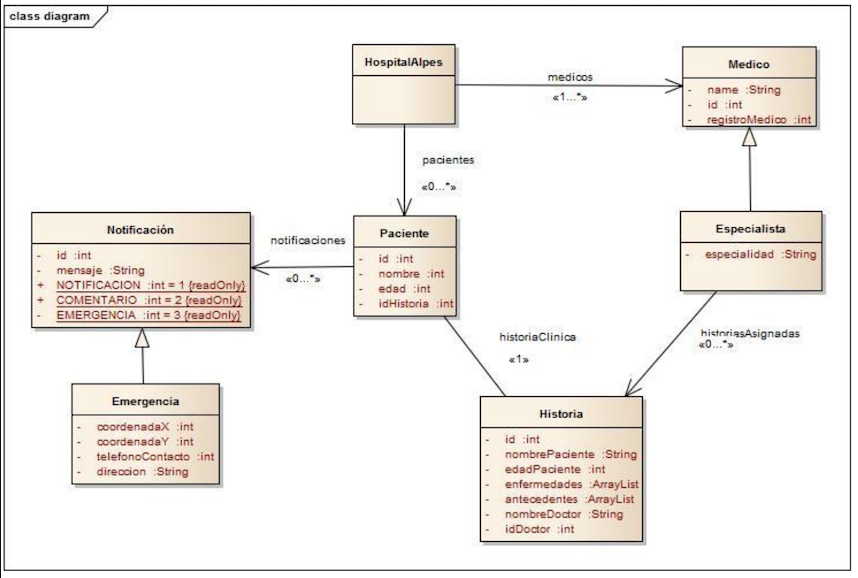 class diagram
HospitalAlpes
medicos
«1...*»
Medico
- name :String
- id :int
- registroMedico :int
pacientes
«0...*»
Notificación
- id :int
- mensaje :String
+ NOTIFICACION :int = 1 {readOnly}
+ COMENTARIO :int = 2 {readOnly}
- EMERGENCIA :int = 3 {readOnly}
notificaciones
«0...*»
Paciente
- id :int
- nombre :int
- edad :int
- idHistoria :int
Especialista
- especialidad :String
historiaClinica
«1»
historiasAsignadas
«0...*»
Emergencia
- coordenadaX :int
- coordenadaY :int
- telefonoContacto :int
- direccion :String
Historia
- id :int
- nombrePaciente :String
- edadPaciente :int
- enfermedades :ArrayList
- antecedentes :ArrayList
- nombreDoctor :String
- idDoctor :int